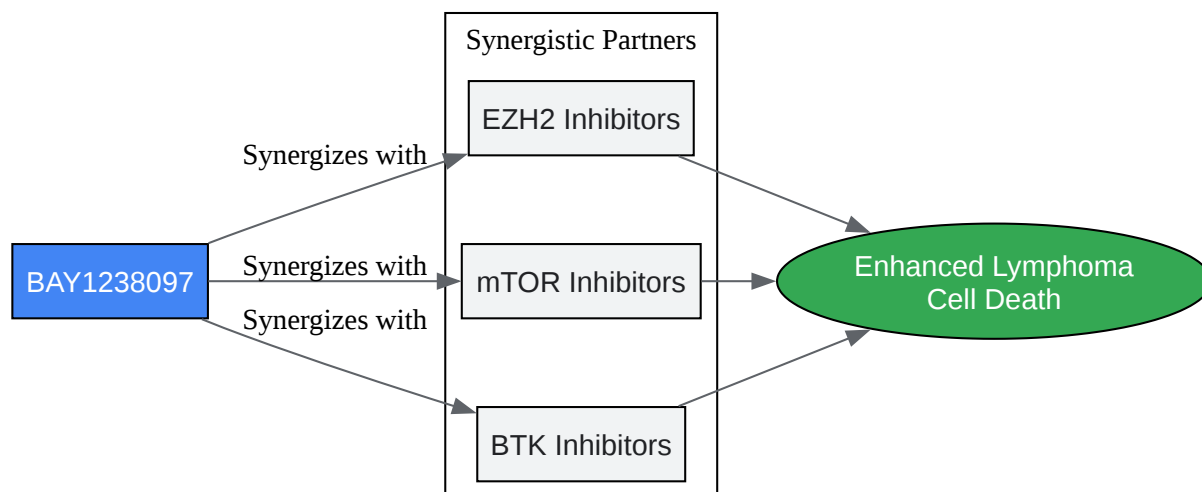 Synergistic Partners
EZH2 Inhibitors
Synergizes with
BAY1238097
Synergizes with
mTOR Inhibitors
Enhanced Lymphoma
Cell Death
Synergizes with
BTK Inhibitors